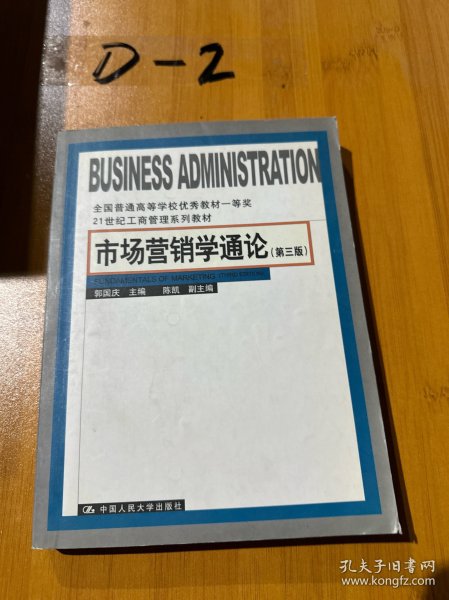 D-2
BUSINESS ADMINISTRATION
全国普通高等学校优秀教材一等奖
21世纪工商管理系列教材
市场营销学通论(第三版)
FUNDAMENTALS OF MARKETING (THIRD EDITION)
郭国庆 主编 陈凯 副主编
中国人民大学出版社
孔夫子旧书网
www.kongfz.com